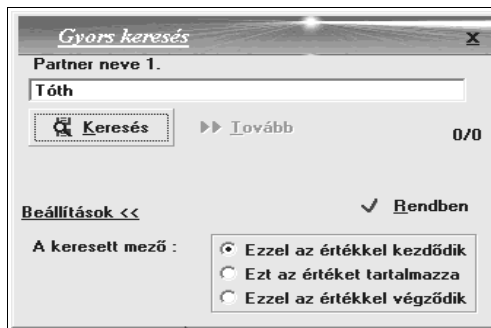 Gyors keresés
x
Partner neve 1.
Tóth
Keresés
Tovább
0/0
Beállítások <<
Rendben
A keresett mező :
Ezzel az értékkel kezdődik
Ezt az értéket tartalmazza
Ezzel az értékkel végződik